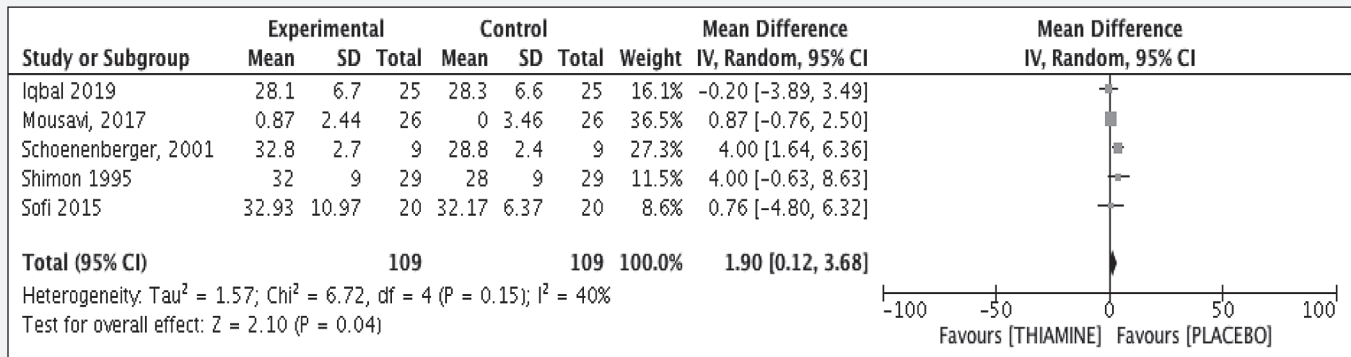 Experimental Control Mean Difference Mean Difference
Study or Subgroup Mean SD Total Mean SD Total Weight IV, Random, 95% CI IV, Random, 95% CI
Iqbal 2019 28.1 6.7 25 28.3 6.6 25 16.1% −0.20 [−3.89, 3.49]
Mousavi, 2017 0.87 2.44 26 0 3.46 26 36.5% 0.87 [−0.76, 2.50]
Schoenenberger, 2001 32.8 2.7 9 28.8 2.4 9 27.3% 4.00 [1.64, 6.36]
Shimon 1995 32 9 29 28 9 29 11.5% 4.00 [−0.63, 8.63]
Sofi 2015 32.93 10.97 20 32.17 6.37 20 8.6% 0.76 [−4.80, 6.32]
Total (95% CI) 109 109 100.0% 1.90 [0.12, 3.68]
Heterogeneity: Tau² = 1.57; Chi² = 6.72, df = 4 (P = 0.15); I² = 40%
Test for overall effect: Z = 2.10 (P = 0.04)
−100 −50 0 50 100
Favours [THIAMINE] Favours [PLACEBO]